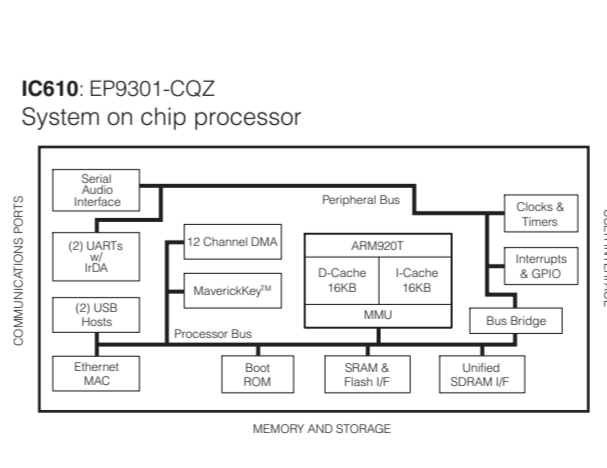 IC610: EP9301-CQZ
System on chip processor
COMMUNICATIONS PORTS
Serial
Audio
Interface
Peripheral Bus
Clocks &
Timers
(2) UARTs
w/
IrDA
12 Channel DMA
ARM920T
D-Cache
16KB
I-Cache
16KB
Interrupts
& GPIO
MaverickKey™
MMU
(2) USB
Hosts
Bus Bridge
Processor Bus
Ethernet
MAC
Boot
ROM
SRAM &
Flash I/F
Unified
SDRAM I/F
MEMORY AND STORAGE